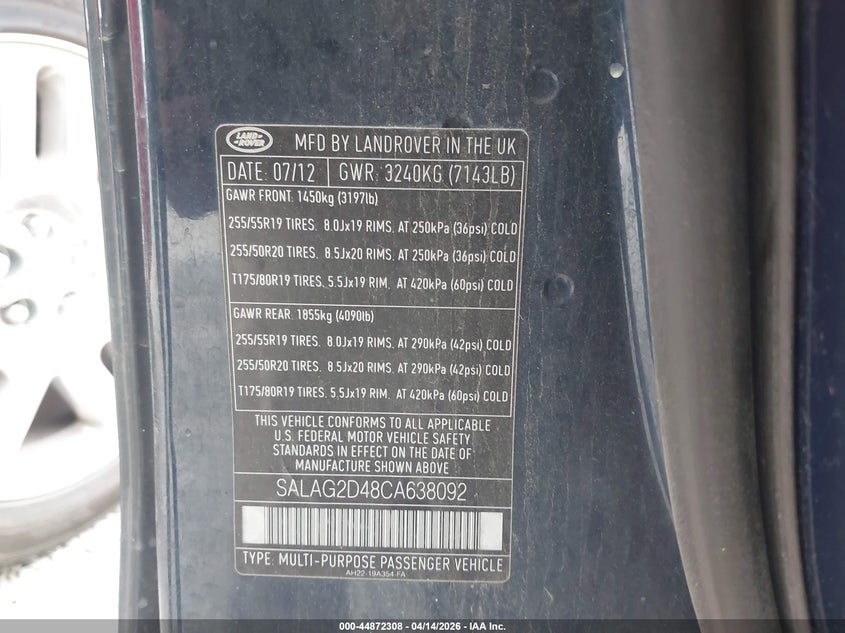 LAND-
-ROVER
MFD BY LANDROVER IN THE UK
DATE: 07/12 GWR: 3240KG (7143LB)
GAWR FRONT: 1450kg (3197lb)
255/55R19 TIRES. 8.0Jx19 RIMS. AT 250kPa (36psi) COLD
255/50R20 TIRES. 8.5Jx20 RIMS. AT 250kPa (36psi) COLD
T175/80R19 TIRES. 5.5Jx19 RIM. AT 420kPa (60psi) COLD
GAWR REAR: 1855kg (4090lb)
255/55R19 TIRES. 8.0Jx19 RIMS. AT 290kPa (42psi) COLD
255/50R20 TIRES. 8.5Jx20 RIMS. AT 290kPa (42psi) COLD
T175/80R19 TIRES. 5.5Jx19 RIM. AT 420kPa (60psi) COLD
THIS VEHICLE CONFORMS TO ALL APPLICABLE
U.S. FEDERAL MOTOR VEHICLE SAFETY
STANDARDS IN EFFECT ON THE DATE OF
MANUFACTURE SHOWN ABOVE
SALAG2D48CA638092
TYPE: MULTI-PURPOSE PASSENGER VEHICLE
AH22-19A354-FA
000-44872308 - 04/14/2026 - IAA Inc.